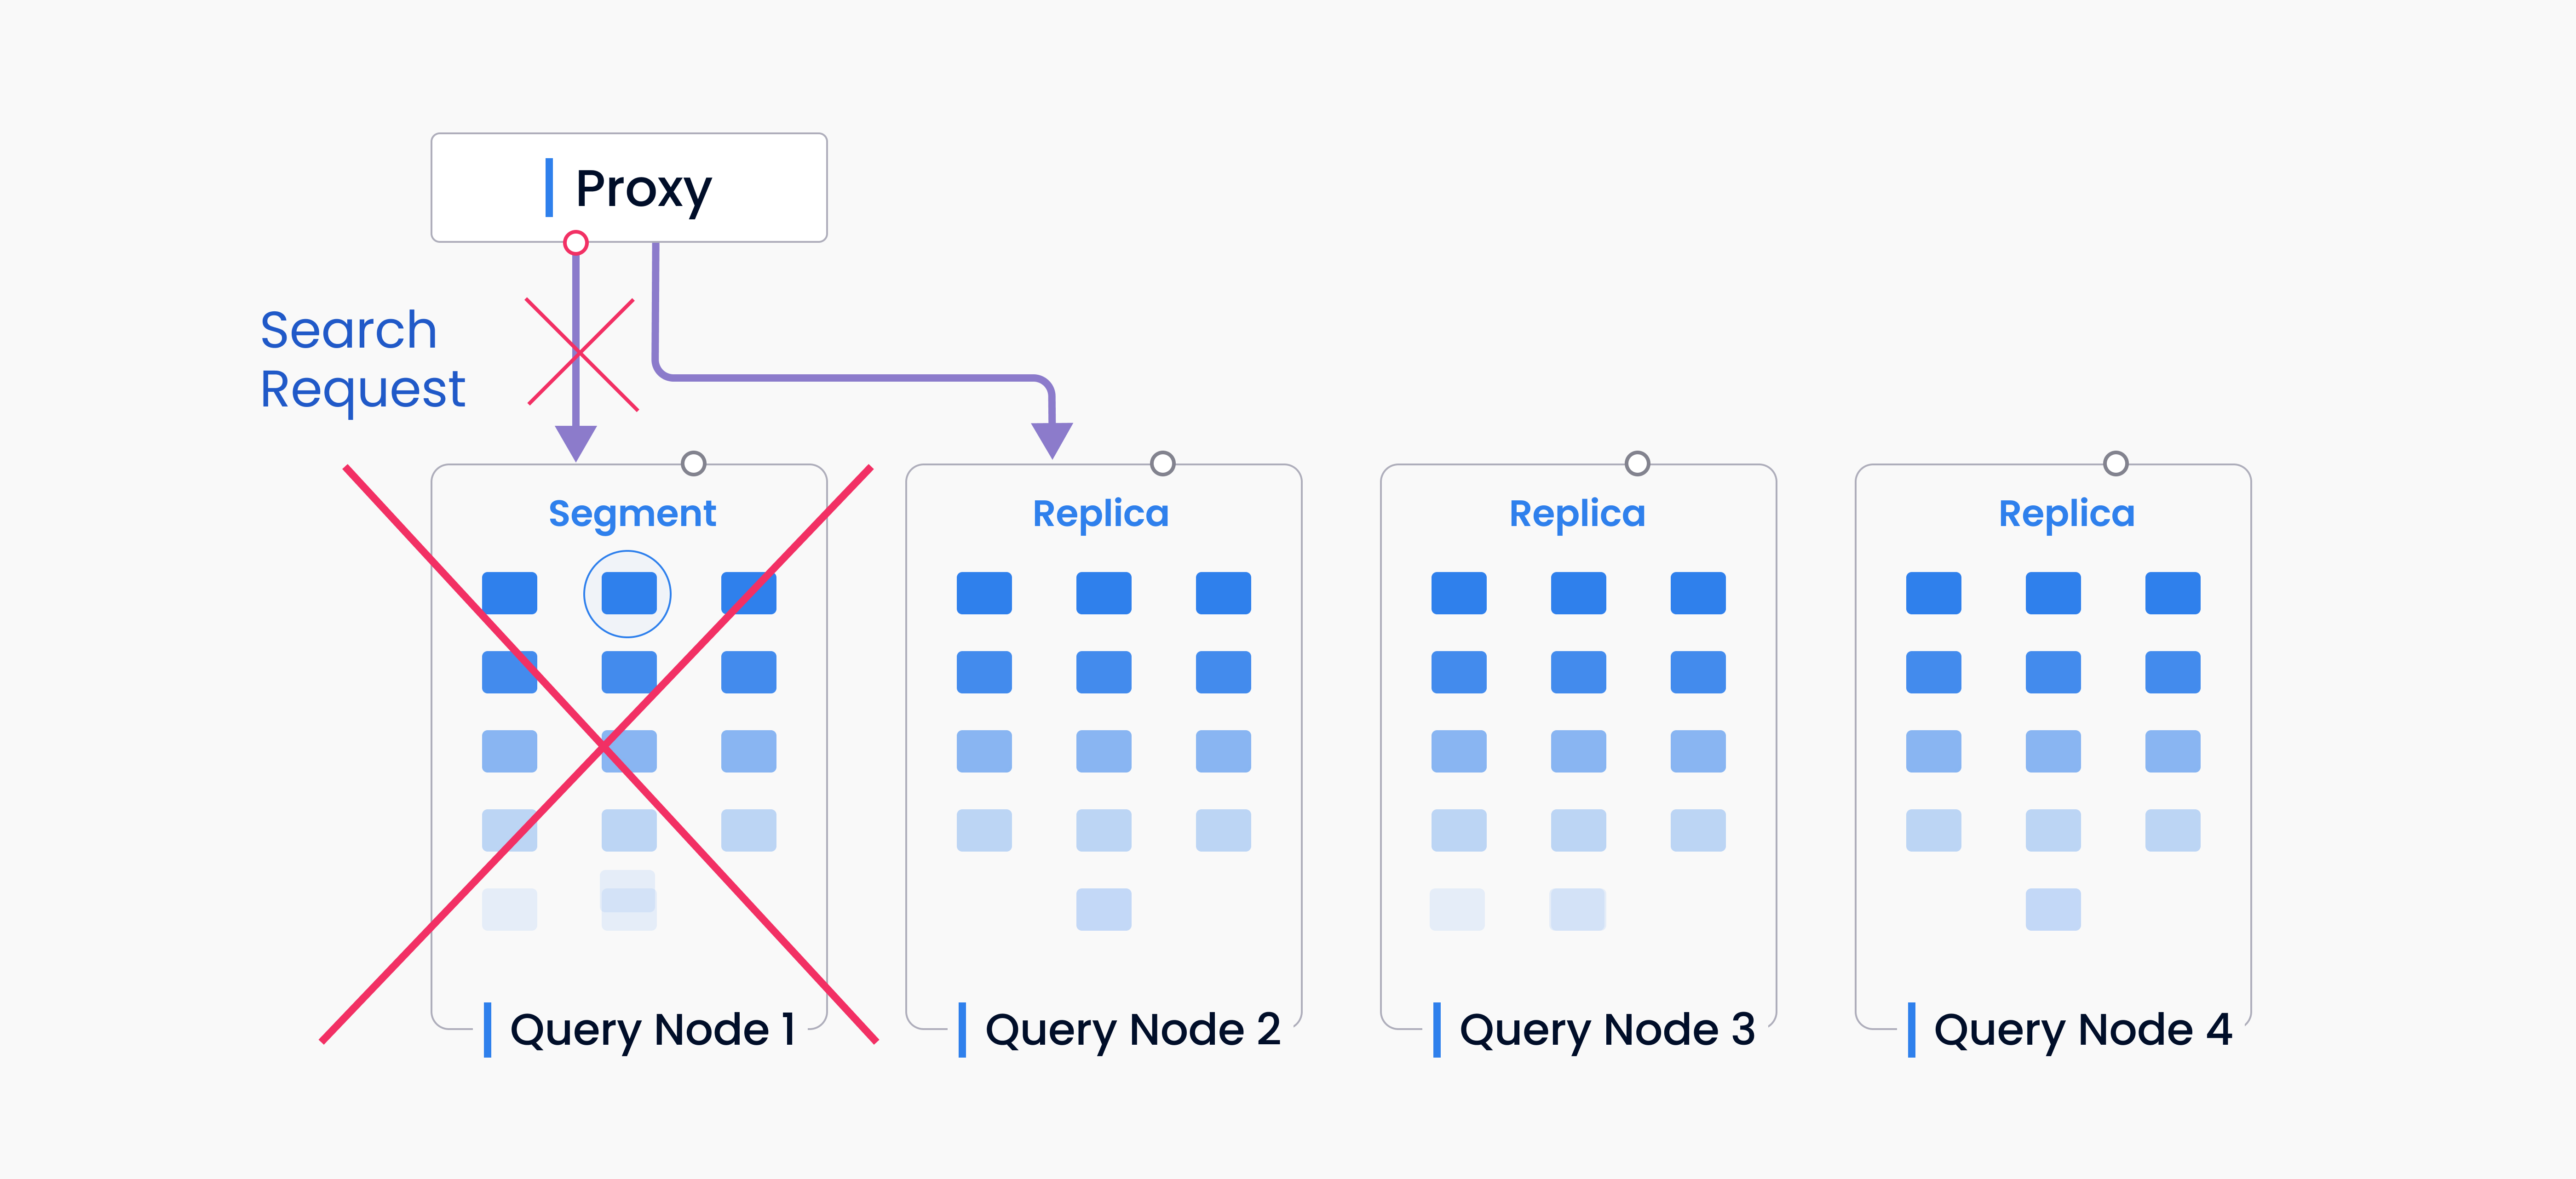 Proxy
Search
Request
Segment
Replica
Replica
Replica
Query Node 1
Query Node 2
Query Node 3
Query Node 4